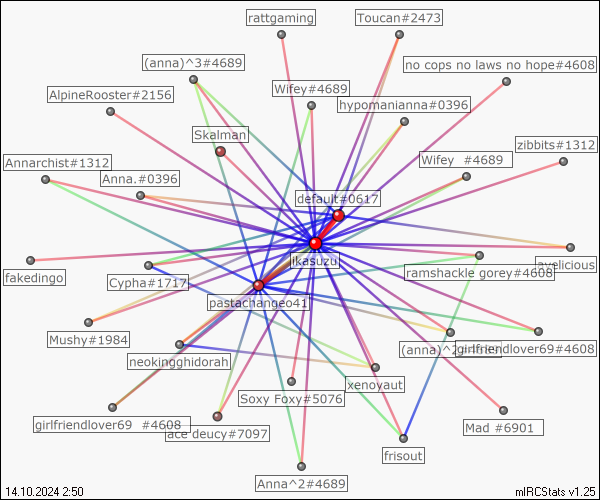 rattgaming
Toucan#2473
(anna)^3#4689
no cops no laws no hope#4608
AlpineRooster#2156
Wifey#4689
hypomanianna#0396
Skalman
zibbits#1312
Annarchist#1312
Wifey  #4689
Anna.#0396
default#0617
ikasuzu
fakedingo
Cypha#1717
ramshackle gorey#4608
pastachange041
Mushy#1984
neokingghidorah
(anna)^2
girlfriendlover69#4608
xenoyaut
Soxy Foxy#5076
girlfriendlover69  #4608
ace deucy#7097
Mad #6901
frisout
Anna^2#4689
14.10.2024 2:50
mIRCStats v1.25